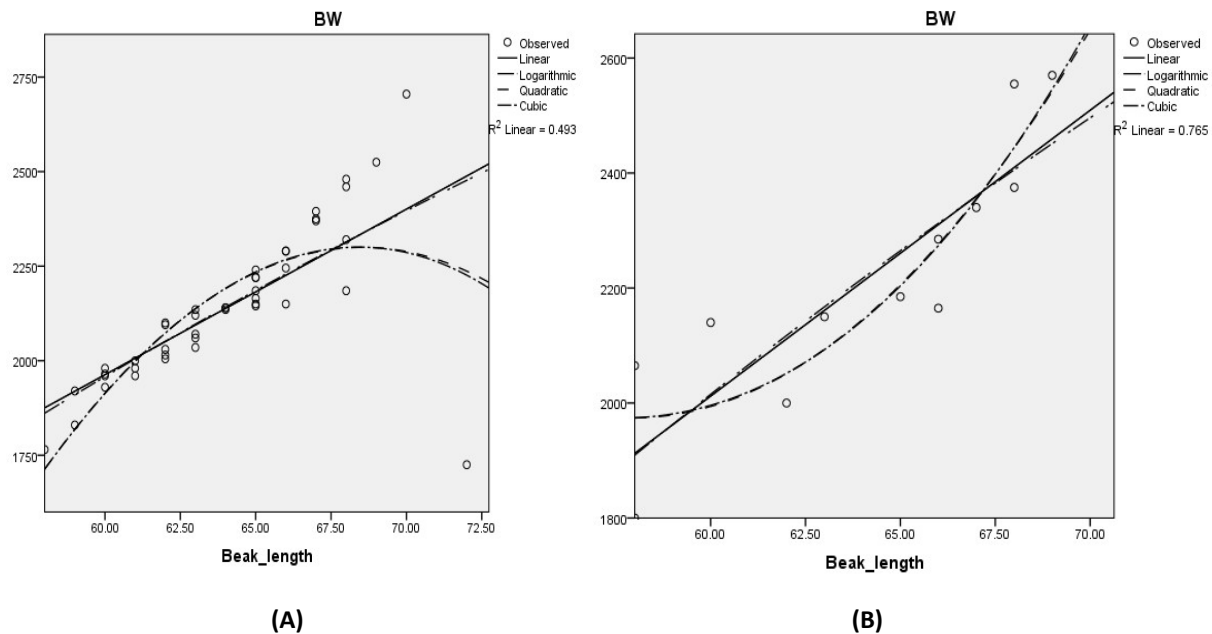 BW
2750
2500
2250
2000
1750
60.00 62.50 65.00 67.50 70.00 72.50
Beak_length
Observed
Linear
Logarithmic
Quadratic
Cubic
R² Linear = 0.493
(A)
BW
2600
2400
2200
2000
1800
60.00 62.50 65.00 67.50 70.00
Beak_length
Observed
Linear
Logarithmic
Quadratic
Cubic
R² Linear = 0.765
(B)